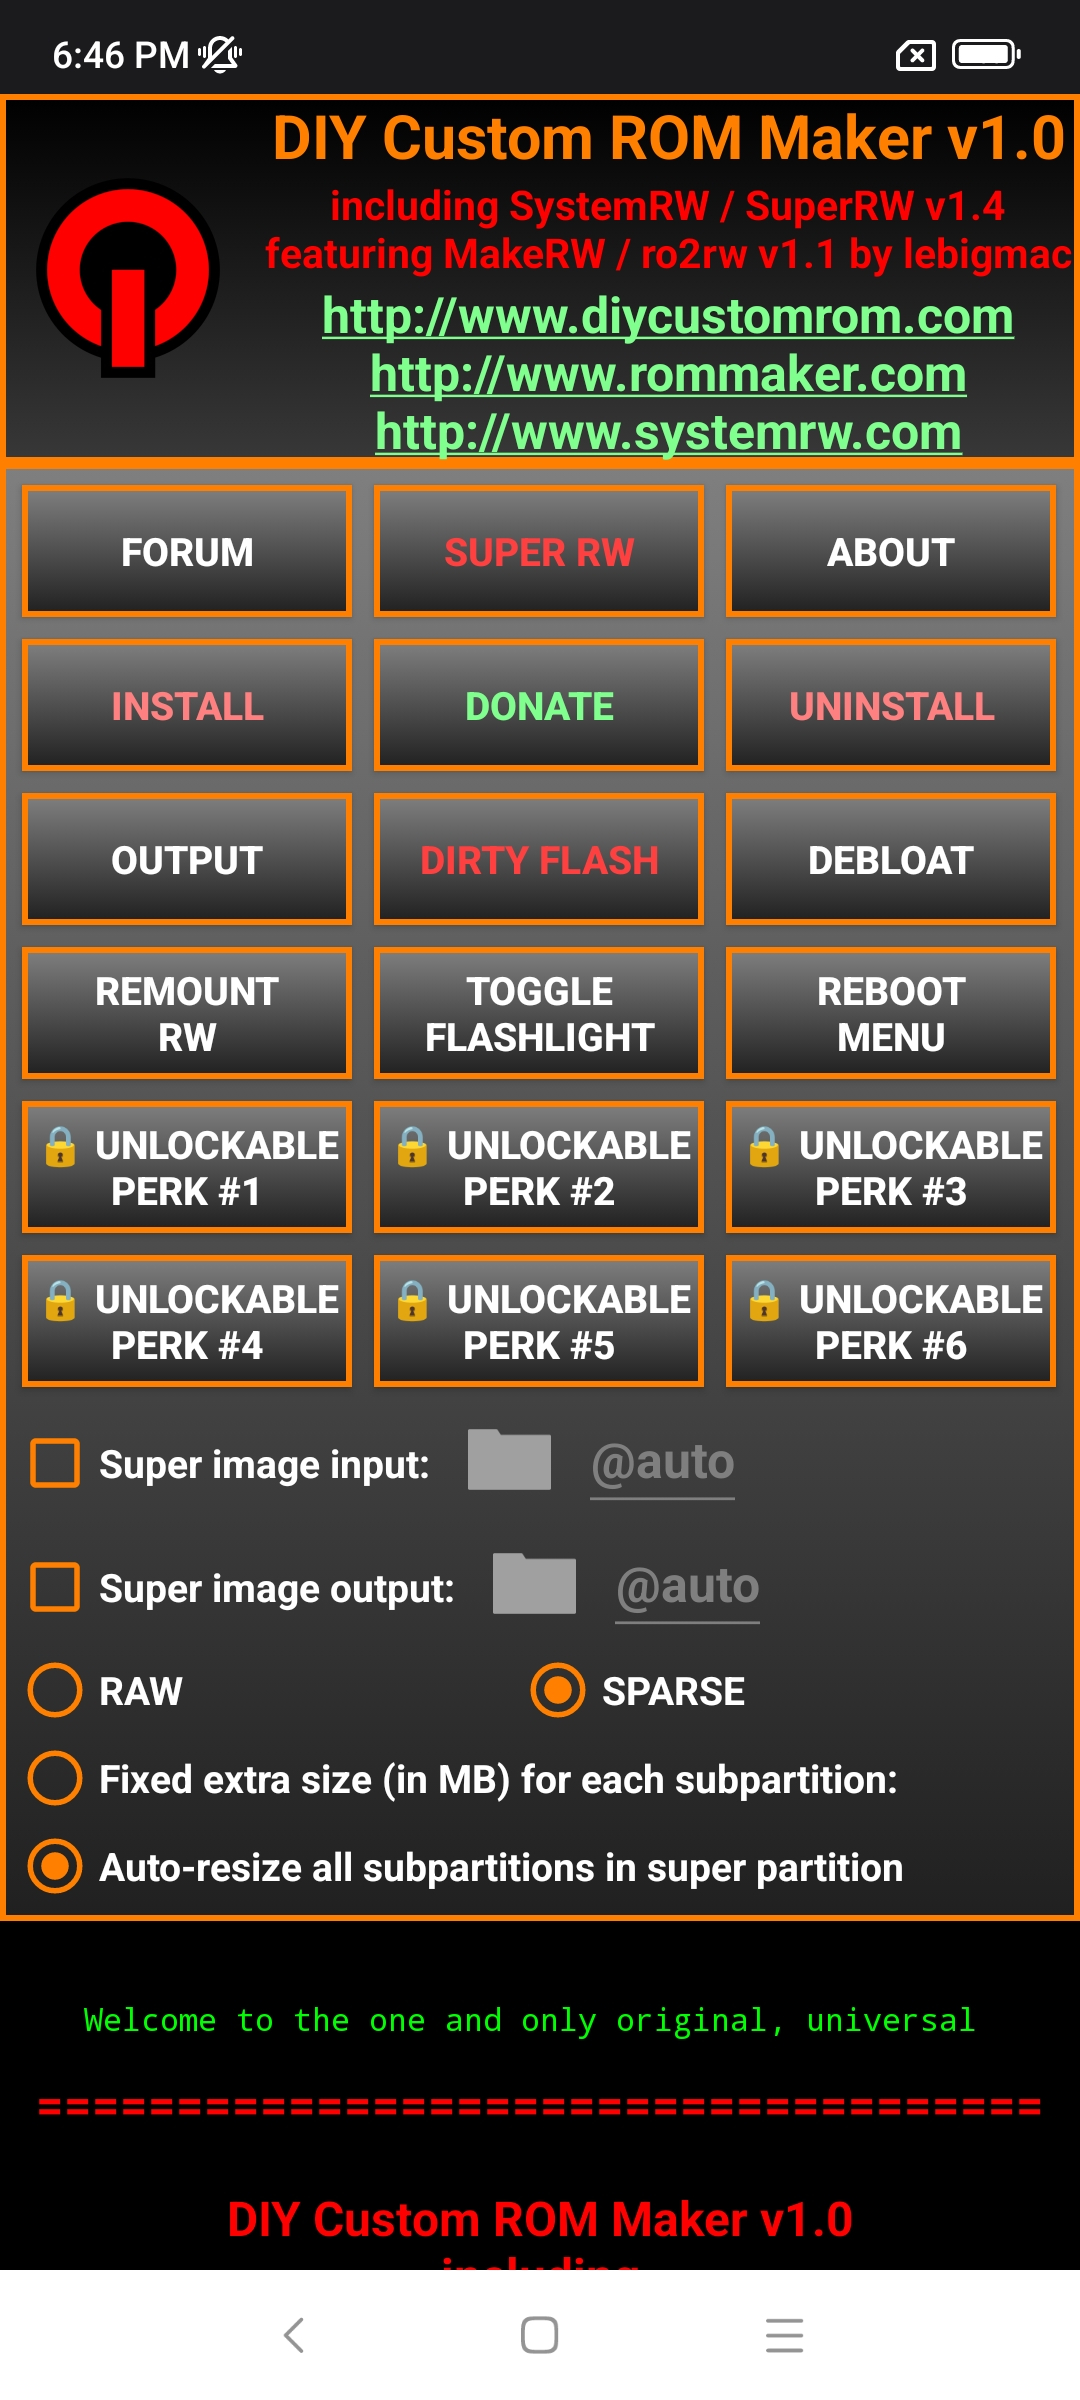 6:46 PM
DIY Custom ROM Maker v1.0
including SystemRW / SuperRW v1.4
featuring MakeRW / ro2rw v1.1 by lebigmac
http://www.diycustomrom.com
http://www.rommaker.com
http://www.systemrw.com
FORUM
SUPER RW
ABOUT
INSTALL
DONATE
UNINSTALL
OUTPUT
DIRTY FLASH
DEBLOAT
REMOUNT
RW
TOGGLE
FLASHLIGHT
REBOOT
MENU
🔒 UNLOCKABLE
PERK #1
🔒 UNLOCKABLE
PERK #2
🔒 UNLOCKABLE
PERK #3
🔒 UNLOCKABLE
PERK #4
🔒 UNLOCKABLE
PERK #5
🔒 UNLOCKABLE
PERK #6
Super image input: @auto
Super image output: @auto
RAW
SPARSE
Fixed extra size (in MB) for each subpartition:
Auto-resize all subpartitions in super partition
Welcome to the one and only original, universal
====================================
DIY Custom ROM Maker v1.0
including